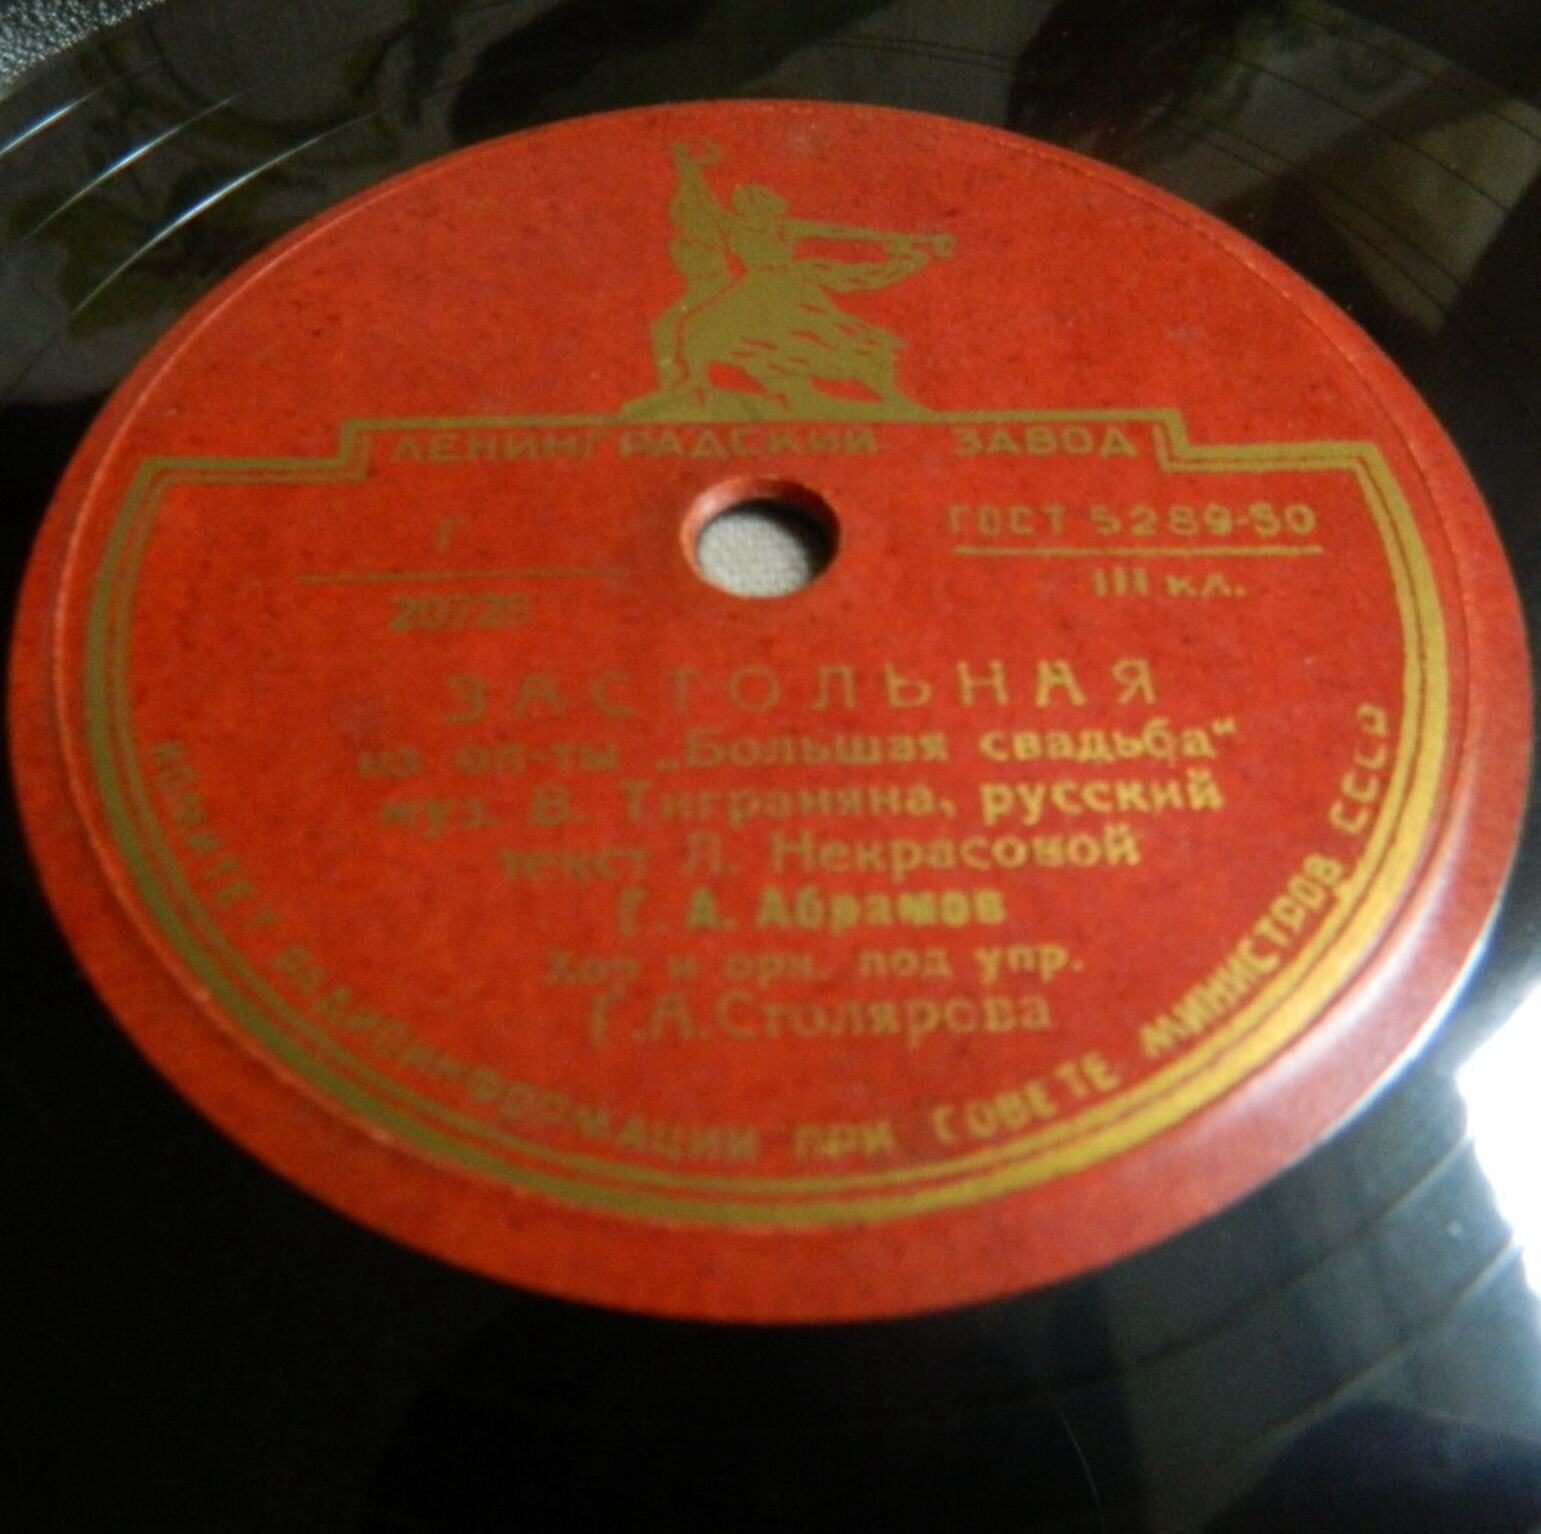 ЛЕНИНГРАДСКИЙ ЗАВОД
Г
20728
ГОСТ 5289-50
III кл.
ЗАСТОЛЬНАЯ
из оп-ты „Большая свадьба“
муз. В. Тиграняна, русский
текст Л. Некрасовой
Г. А. Абрамов
Хор и орк. под упр.
Г.А.Столярова
КОМИТЕТ РАДИОИНФОРМАЦИИ ПРИ СОВЕТЕ МИНИСТРОВ СССР